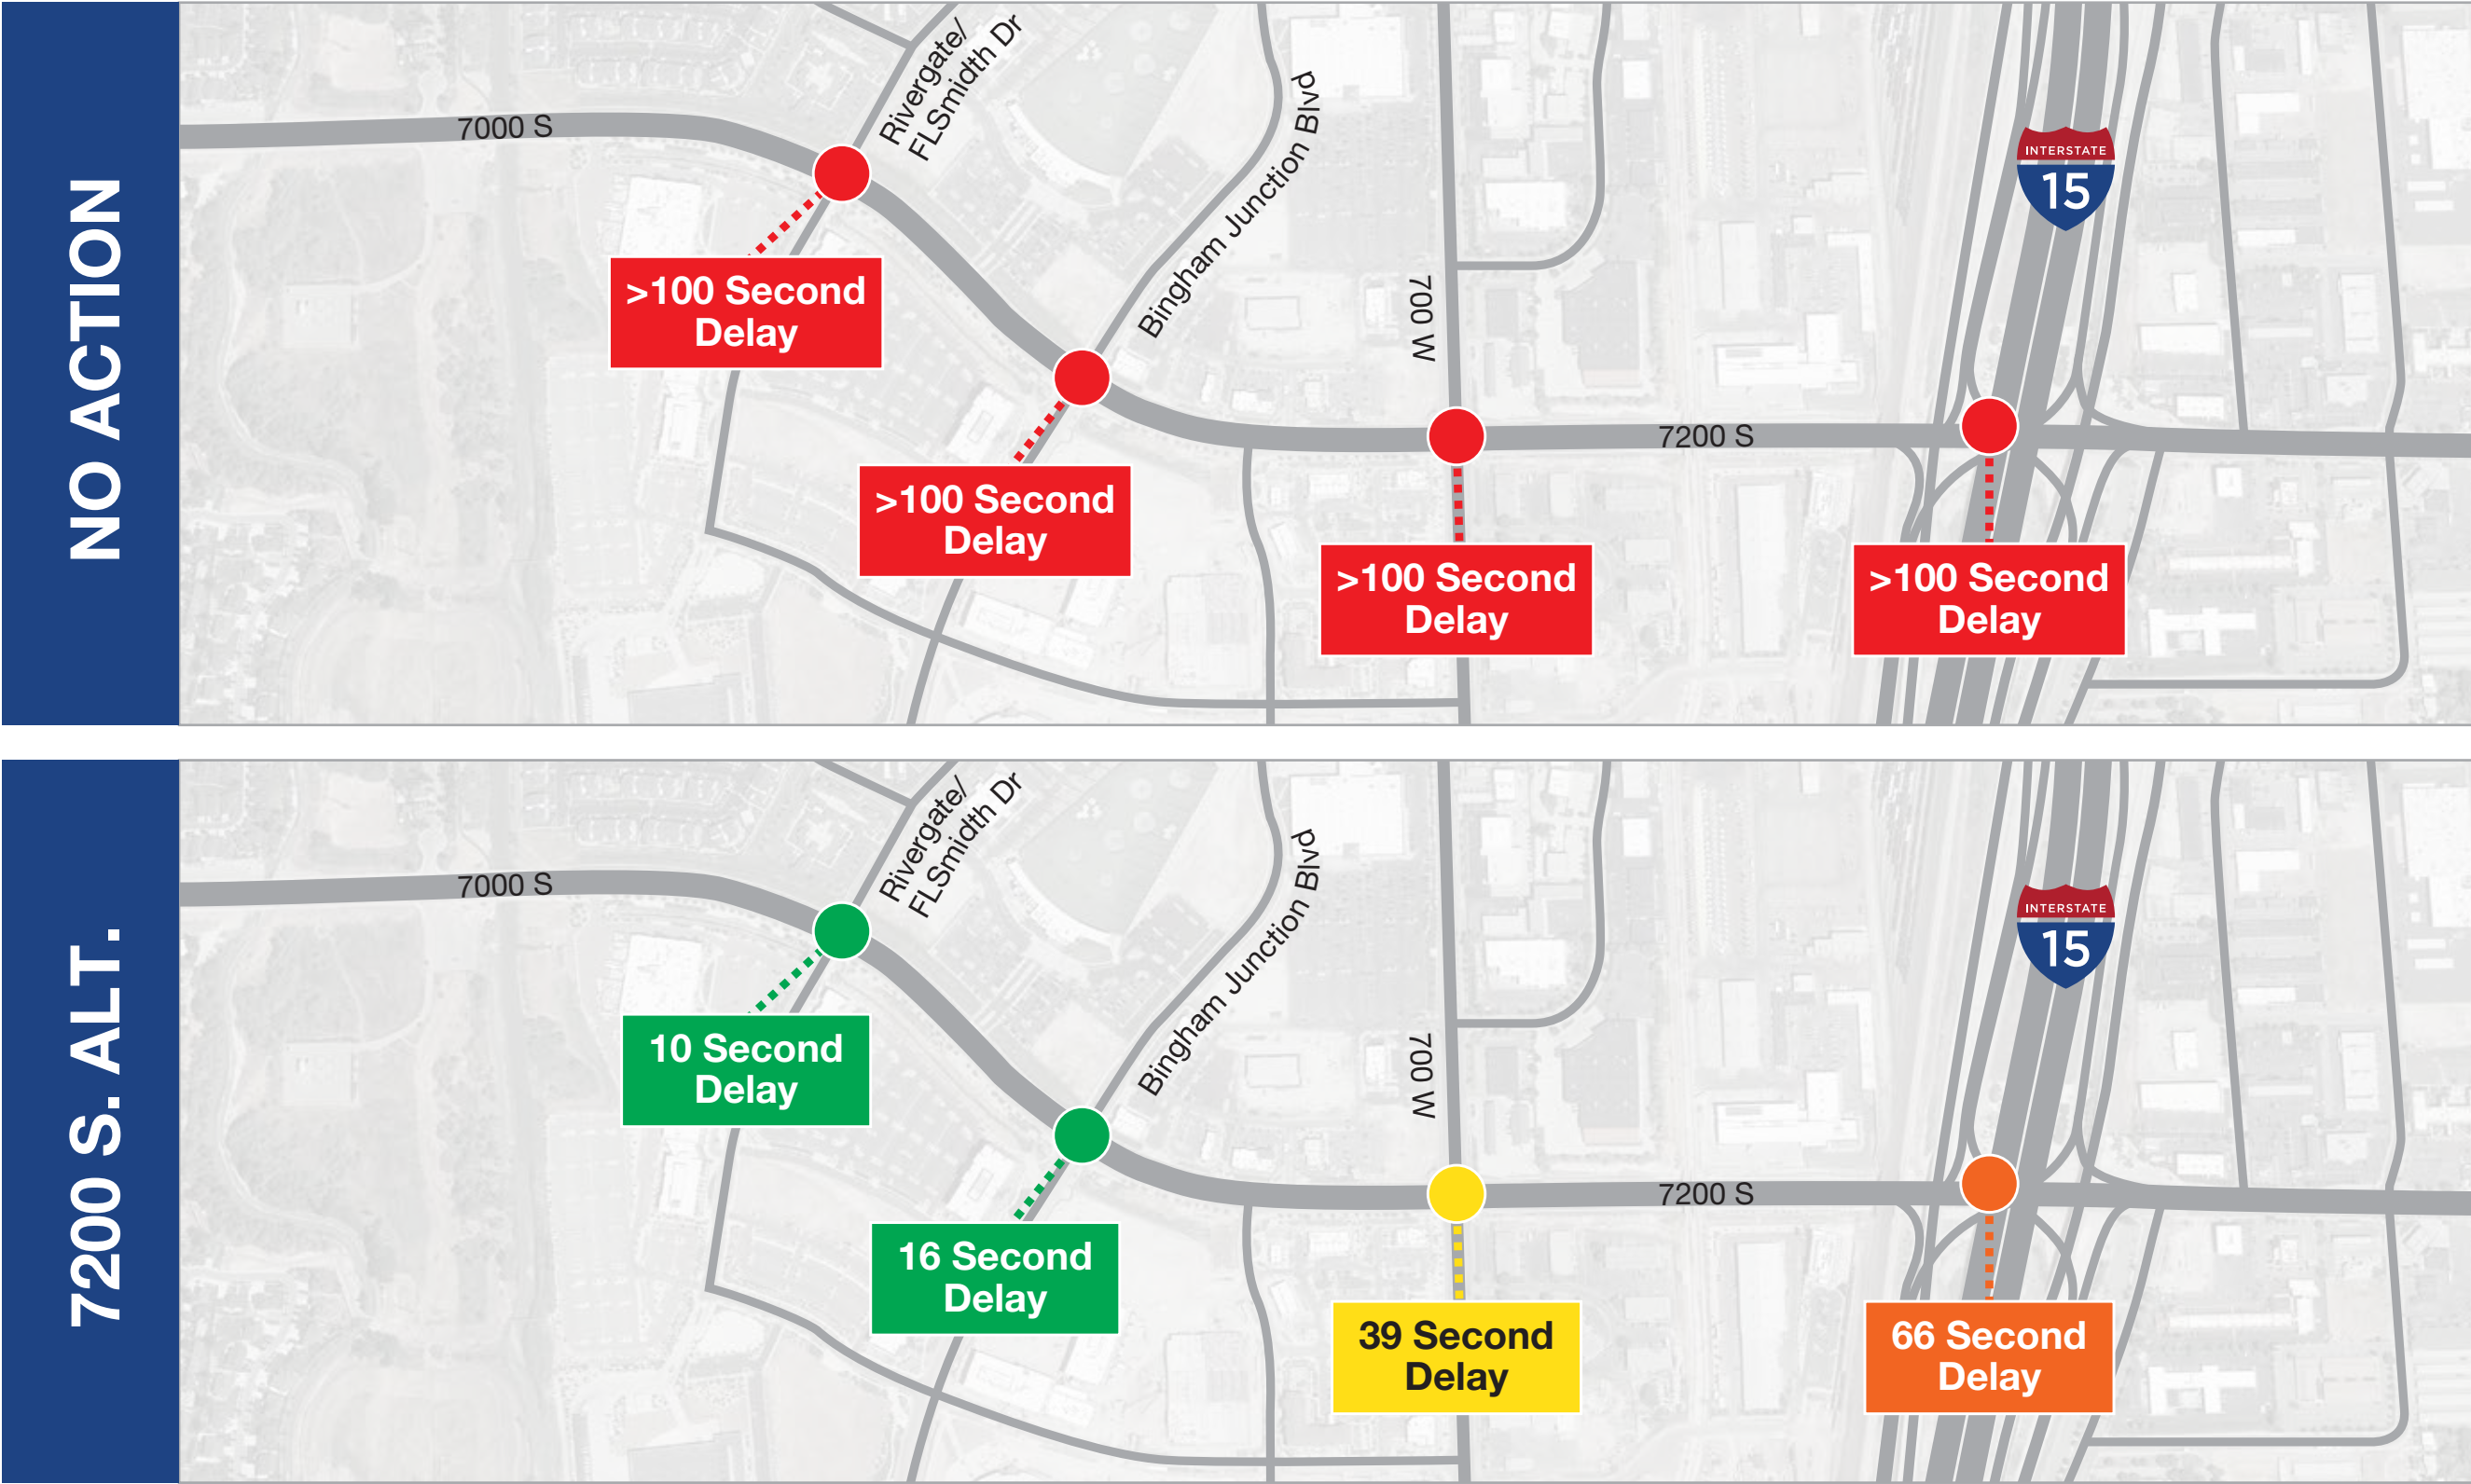 NO ACTION
7000 S
Rivergate/
FLSmidth Dr
Bingham Junction Blvd
700 W
7200 S
INTERSTATE
15
>100 Second
Delay
>100 Second
Delay
>100 Second
Delay
>100 Second
Delay
7200 S. ALT.
7000 S
Rivergate/
FLSmidth Dr
Bingham Junction Blvd
700 W
7200 S
INTERSTATE
15
10 Second
Delay
16 Second
Delay
39 Second
Delay
66 Second
Delay